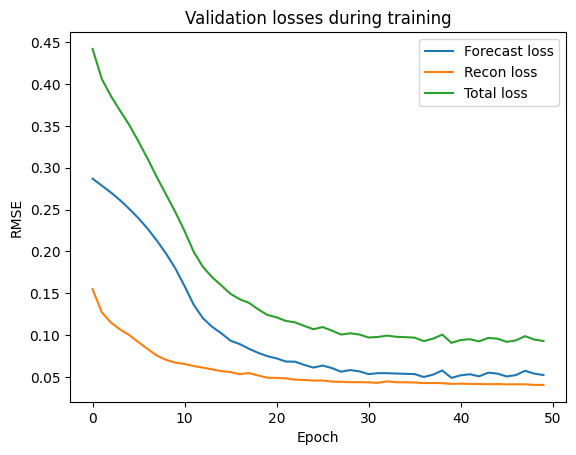 Validation losses during training
0.45
0.40
0.35
0.30
0.25
0.20
0.15
0.10
0.05
RMSE
Forecast loss
Recon loss
Total loss
0
10
20
30
40
50
Epoch